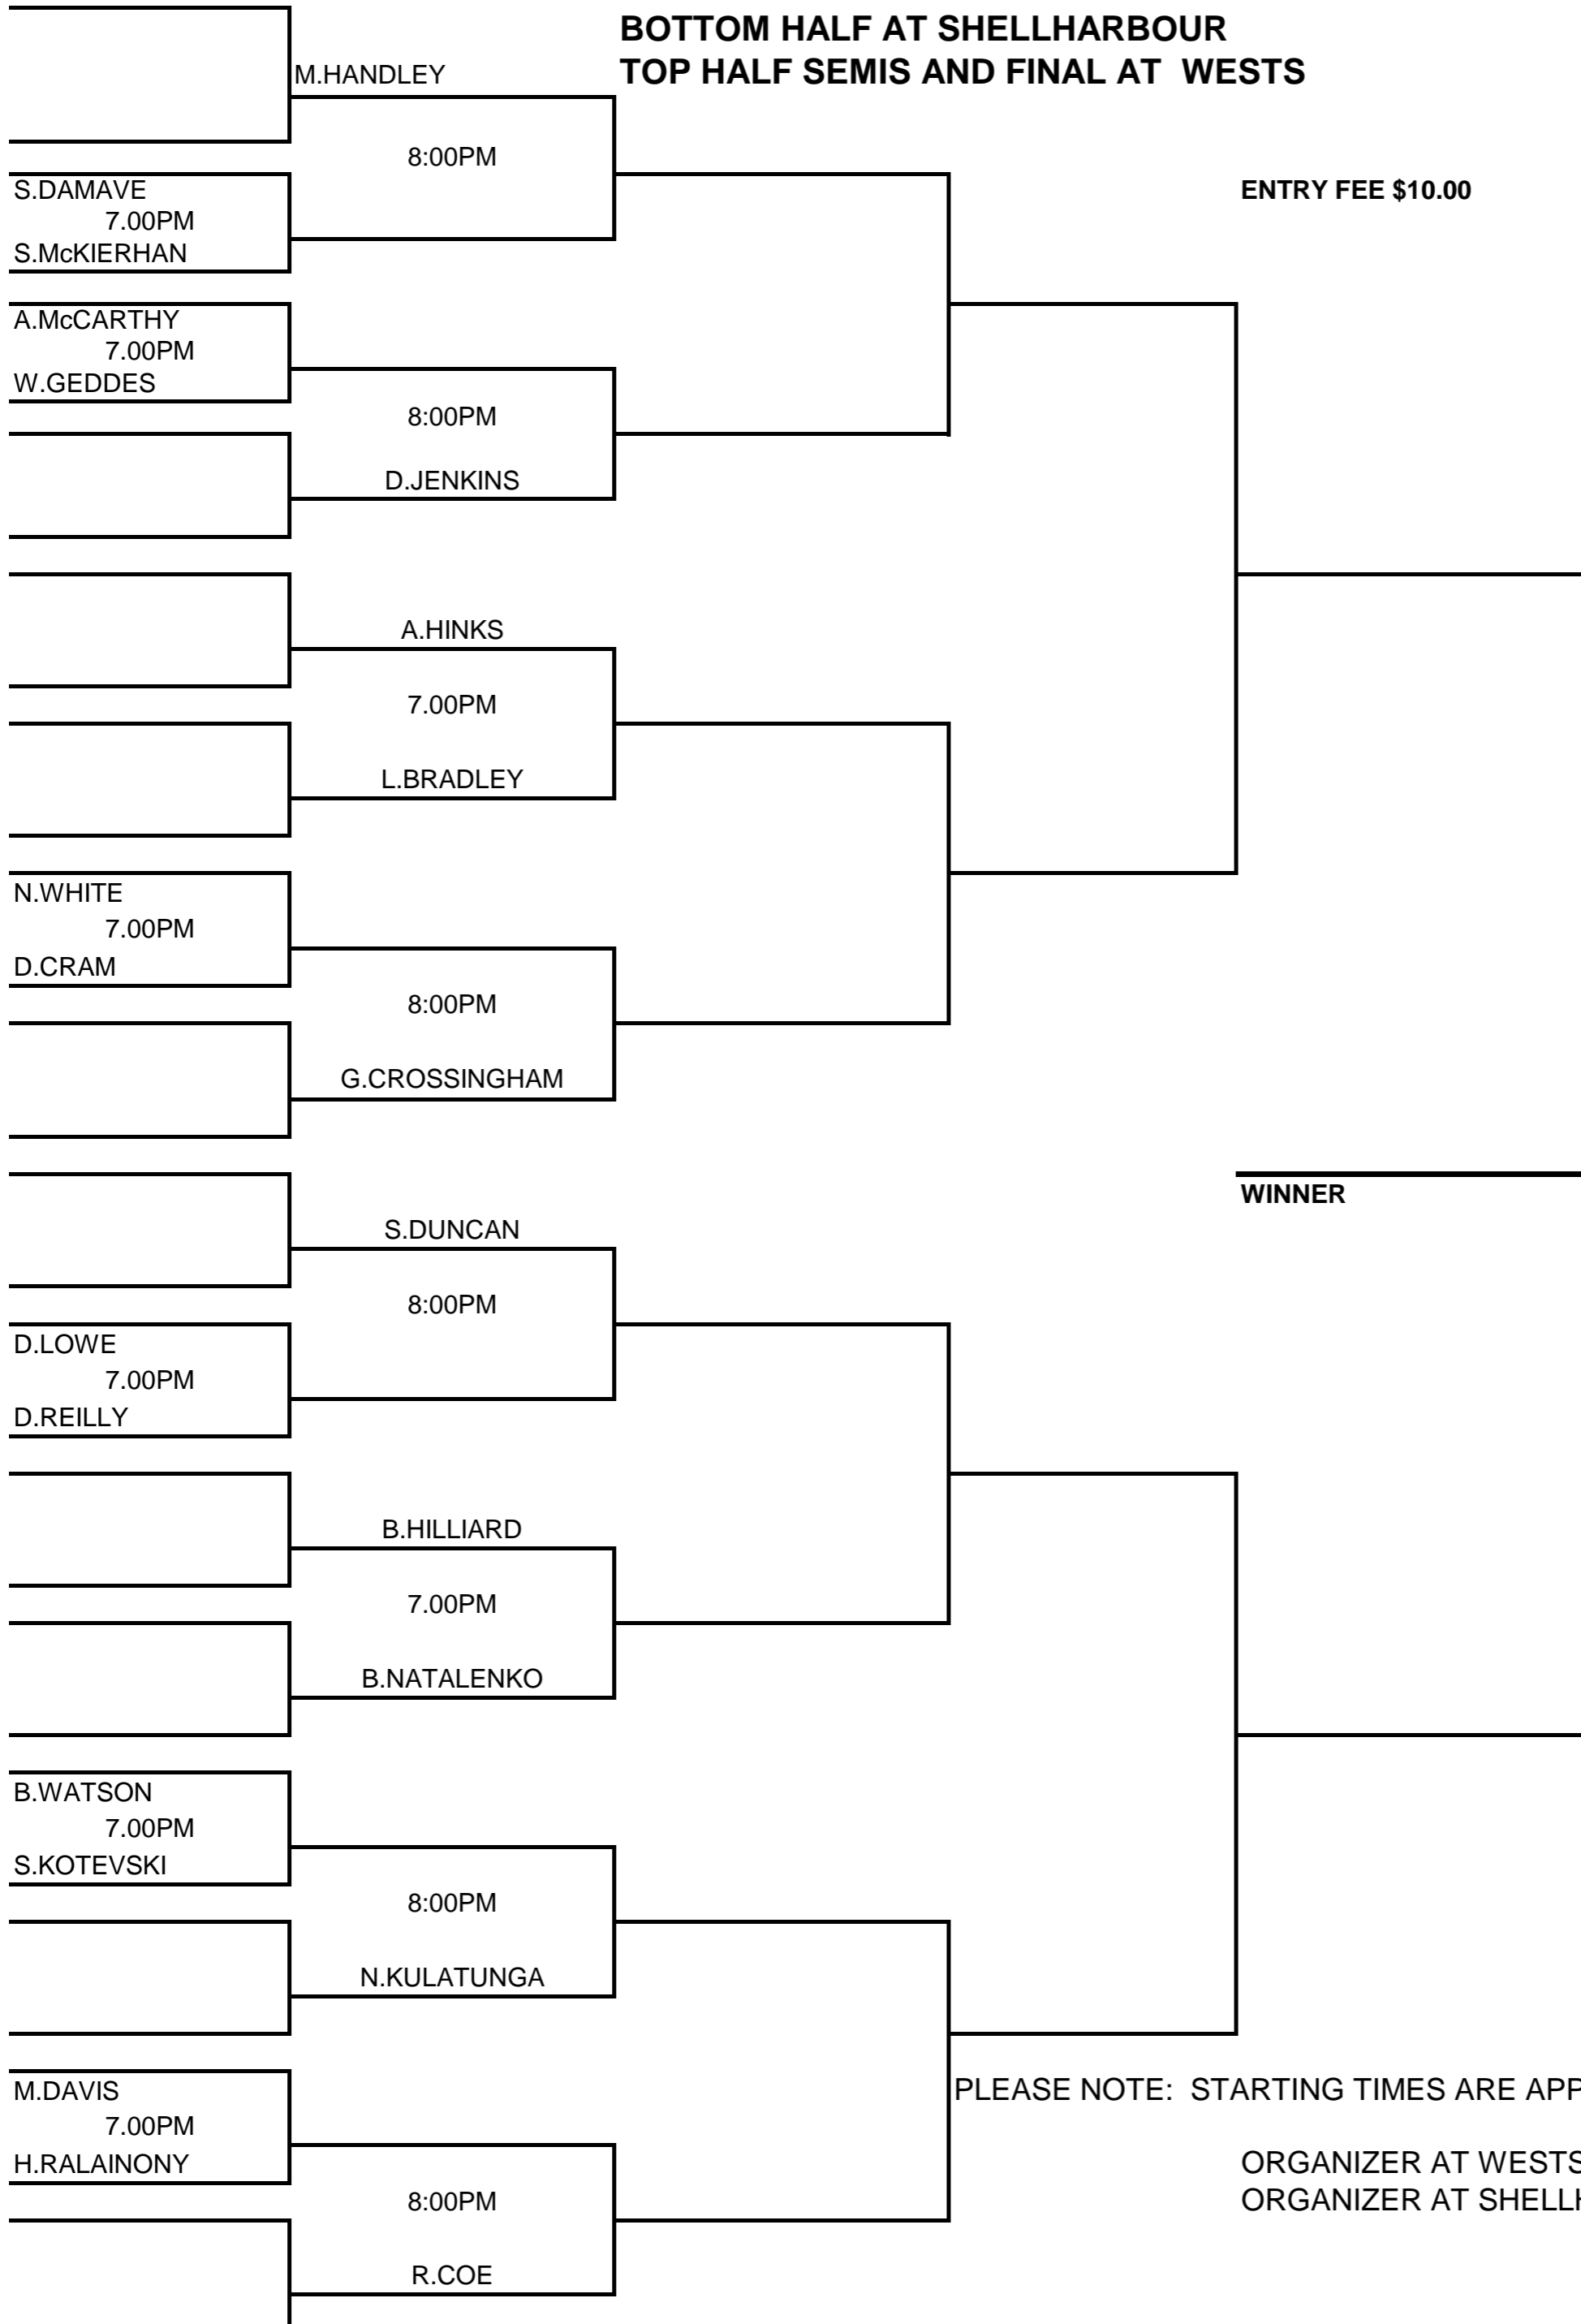 BOTTOM HALF AT SHELLHARBOUR
TOP HALF SEMIS AND FINAL AT  WESTS
M.HANDLEY
8:00PM
ENTRY FEE $10.00
S.DAMAVE
7.00PM
S.McKIERHAN
A.McCARTHY
7.00PM
W.GEDDES
8:00PM
D.JENKINS
A.HINKS
7.00PM
L.BRADLEY
N.WHITE
7.00PM
D.CRAM
8:00PM
G.CROSSINGHAM
WINNER
S.DUNCAN
8:00PM
D.LOWE
7.00PM
D.REILLY
B.HILLIARD
7.00PM
B.NATALENKO
B.WATSON
7.00PM
S.KOTEVSKI
8:00PM
N.KULATUNGA
M.DAVIS
7.00PM
H.RALAINONY
PLEASE NOTE:  STARTING TIMES ARE APP
ORGANIZER AT WESTS
ORGANIZER AT SHELLH
8:00PM
R.COE